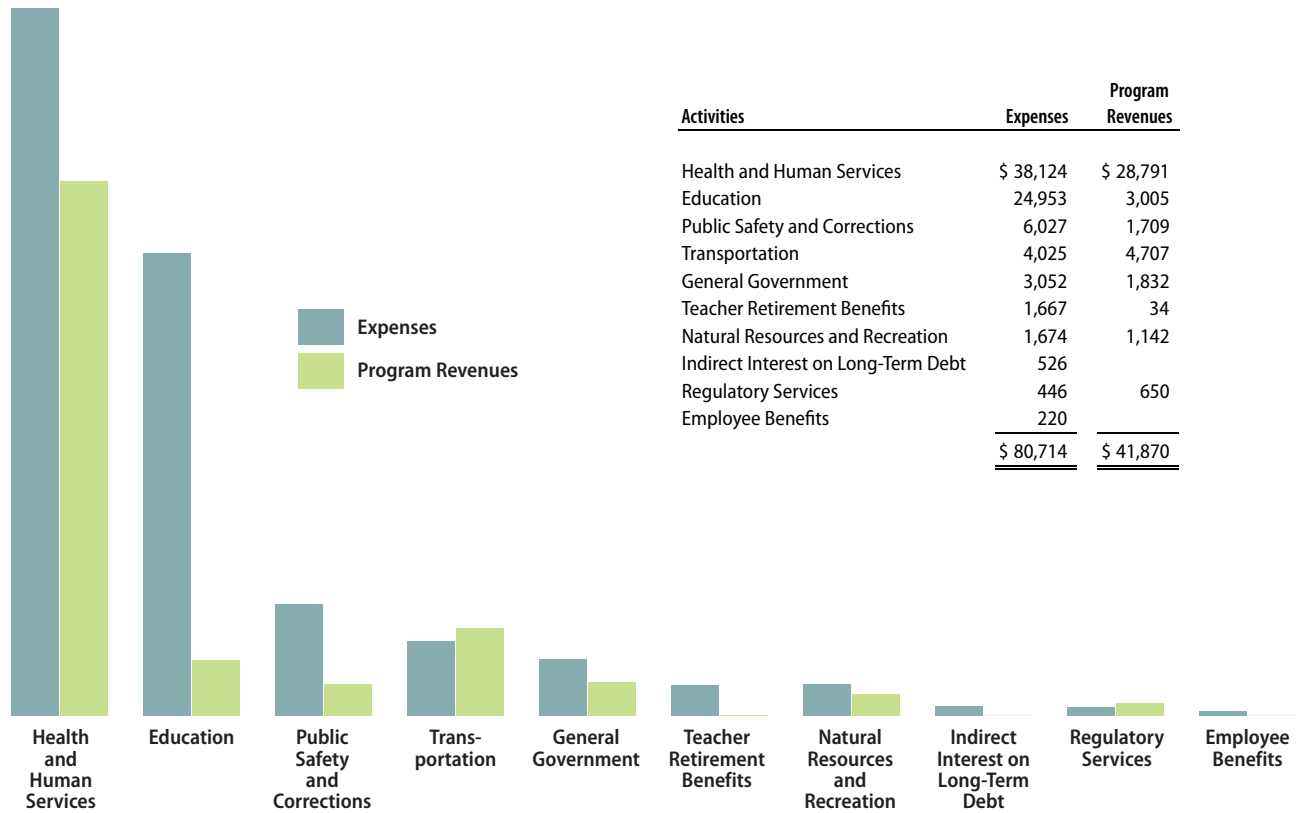 Program
Activities Expenses Revenues
Health and Human Services $ 38,124 $ 28,791
Education 24,953 3,005
Public Safety and Corrections 6,027 1,709
Transportation 4,025 4,707
General Government 3,052 1,832
Teacher Retirement Benefits 1,667 34
Natural Resources and Recreation 1,674 1,142
Indirect Interest on Long-Term Debt 526
Regulatory Services 446 650
Employee Benefits 220
$ 80,714 $ 41,870
Expenses
Program Revenues
Health
and
Human
Services
Education
Public
Safety
and
Corrections
Trans-
portation
General
Government
Teacher
Retirement
Benefits
Natural
Resources
and
Recreation
Indirect
Interest on
Long-Term
Debt
Regulatory
Services
Employee
Benefits